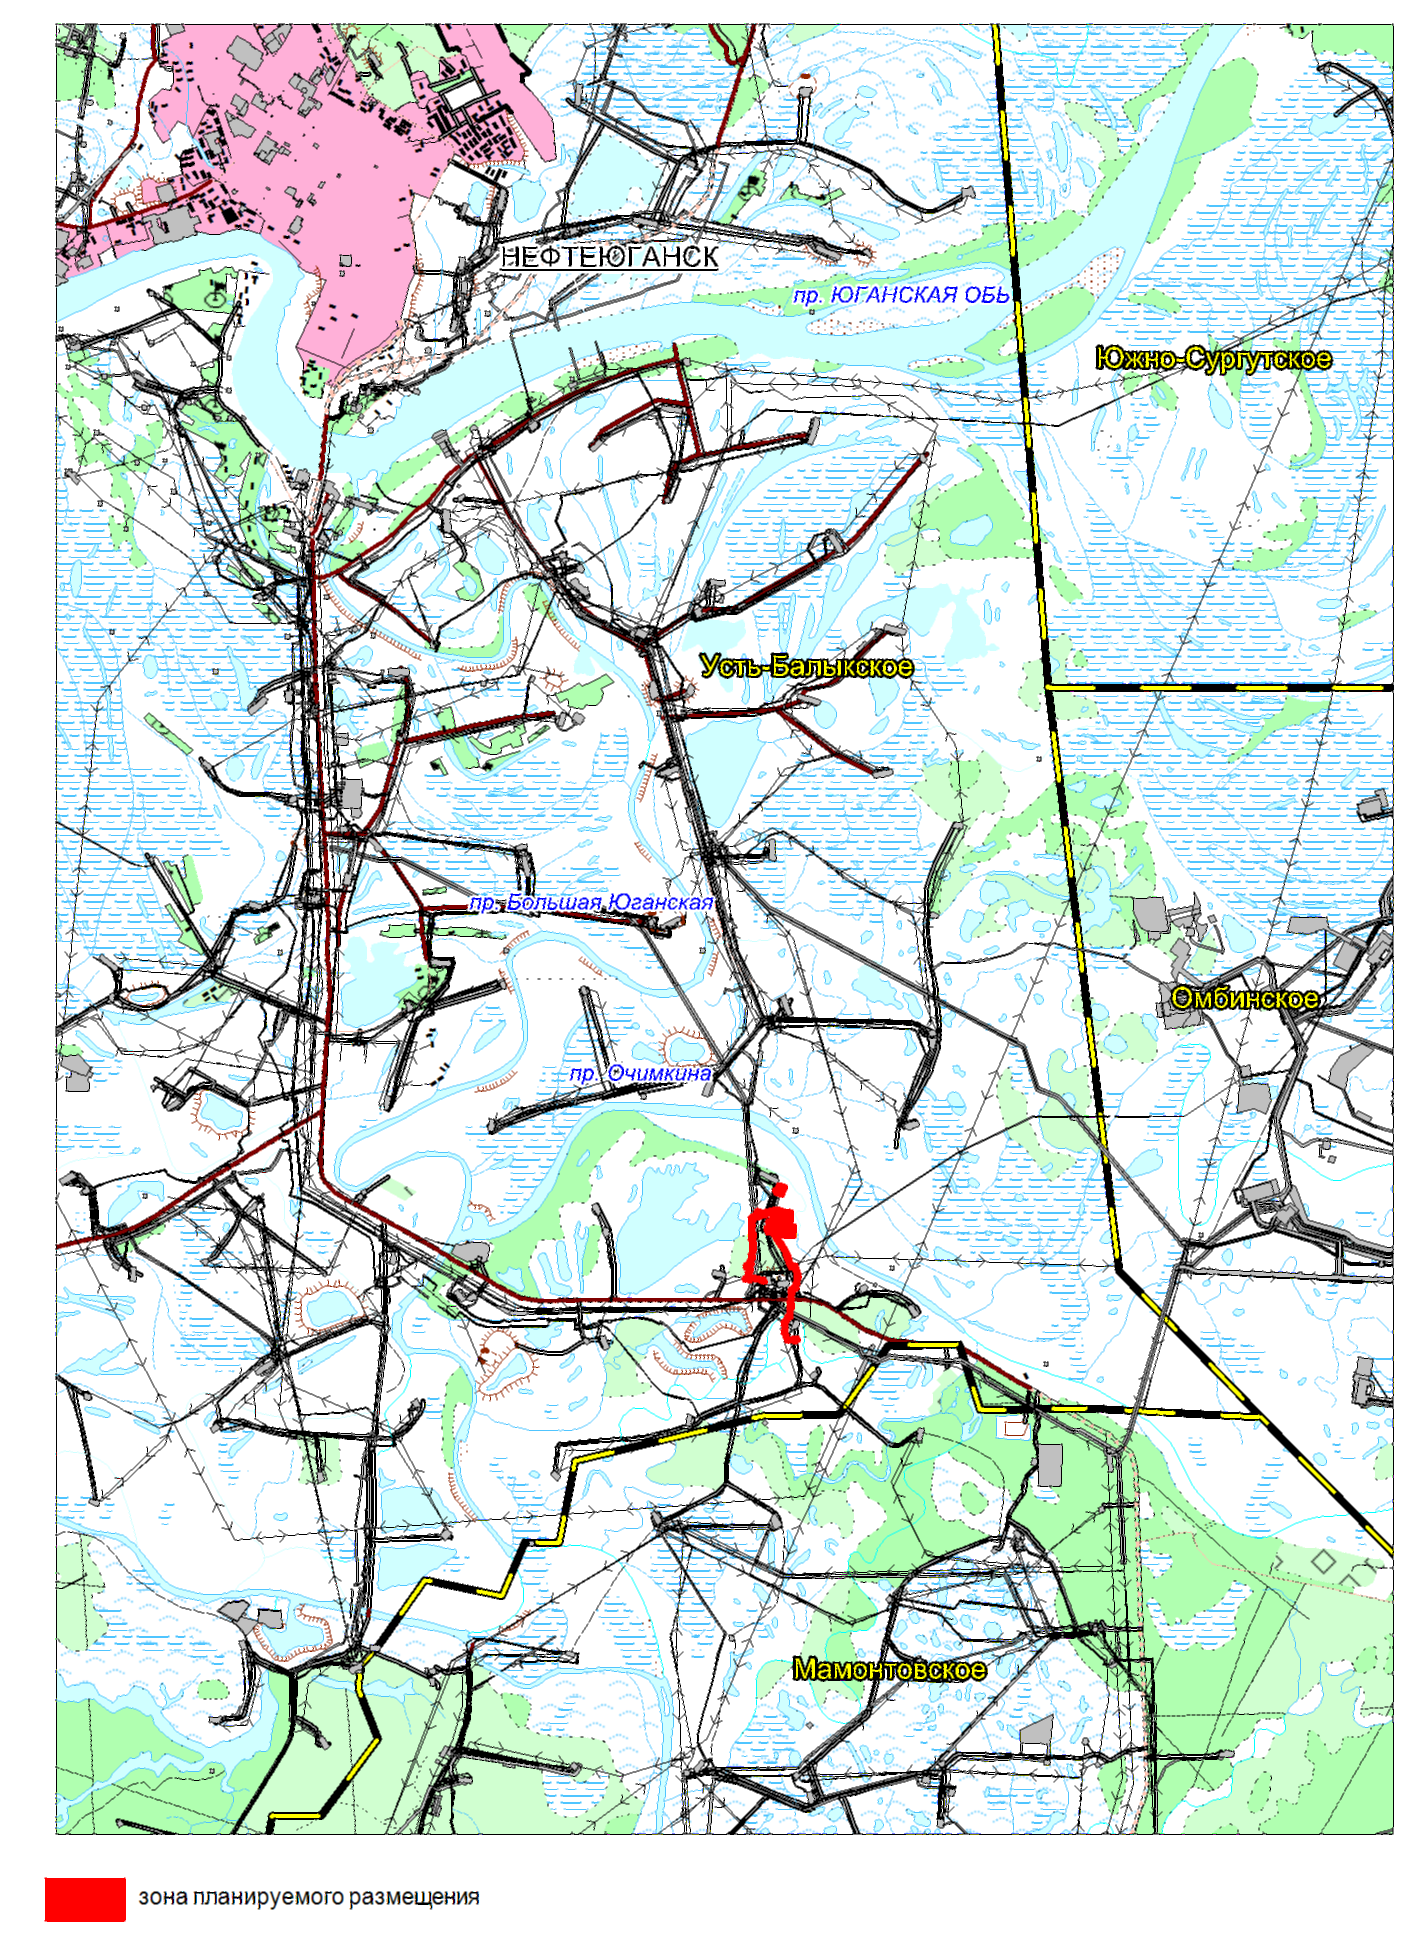 НЕФТЕЮГАНСК
пр. ЮГАНСКАЯ ОБЬ
Южно-Сургутское
Усть-Балыкское
пр. Большая Юганская
Омбинское
пр. Очимкина
Мамонтовское
зона планируемого размещения